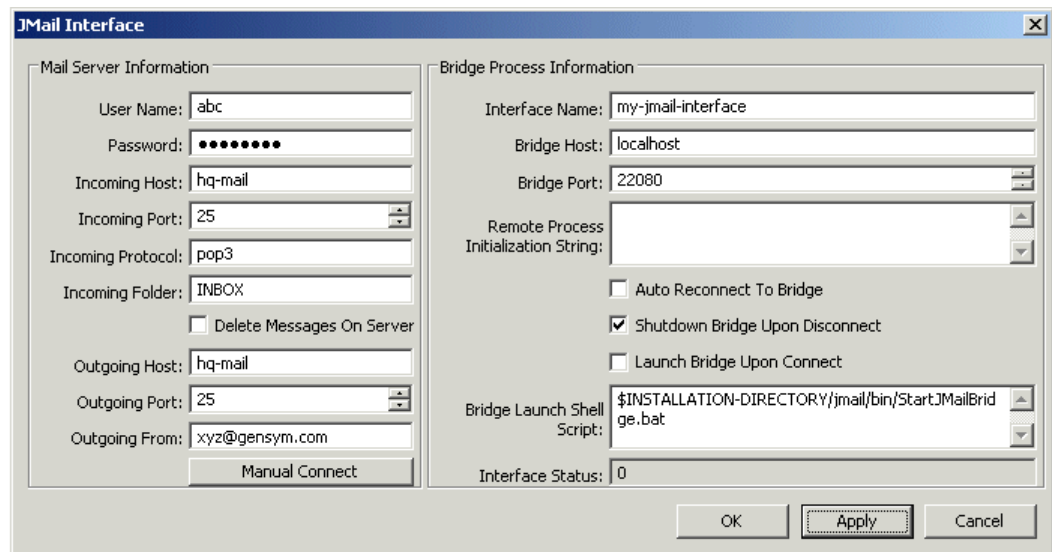 JMail Interface
Mail Server Information
User Name: abc
Password: ●●●●●●●●
Incoming Host: hq-mail
Incoming Port: 25
Incoming Protocol: pop3
Incoming Folder: INBOX
Delete Messages On Server
Outgoing Host: hq-mail
Outgoing Port: 25
Outgoing From: xyz@gensym.com
Manual Connect
Bridge Process Information
Interface Name: my-jmail-interface
Bridge Host: localhost
Bridge Port: 22080
Remote Process
Initialization String:
Auto Reconnect To Bridge
Shutdown Bridge Upon Disconnect
Launch Bridge Upon Connect
Bridge Launch Shell
Script:
$INSTALLATION-DIRECTORY/jmail/bin/StartJMailBrid
ge.bat
Interface Status: 0
OK
Apply
Cancel